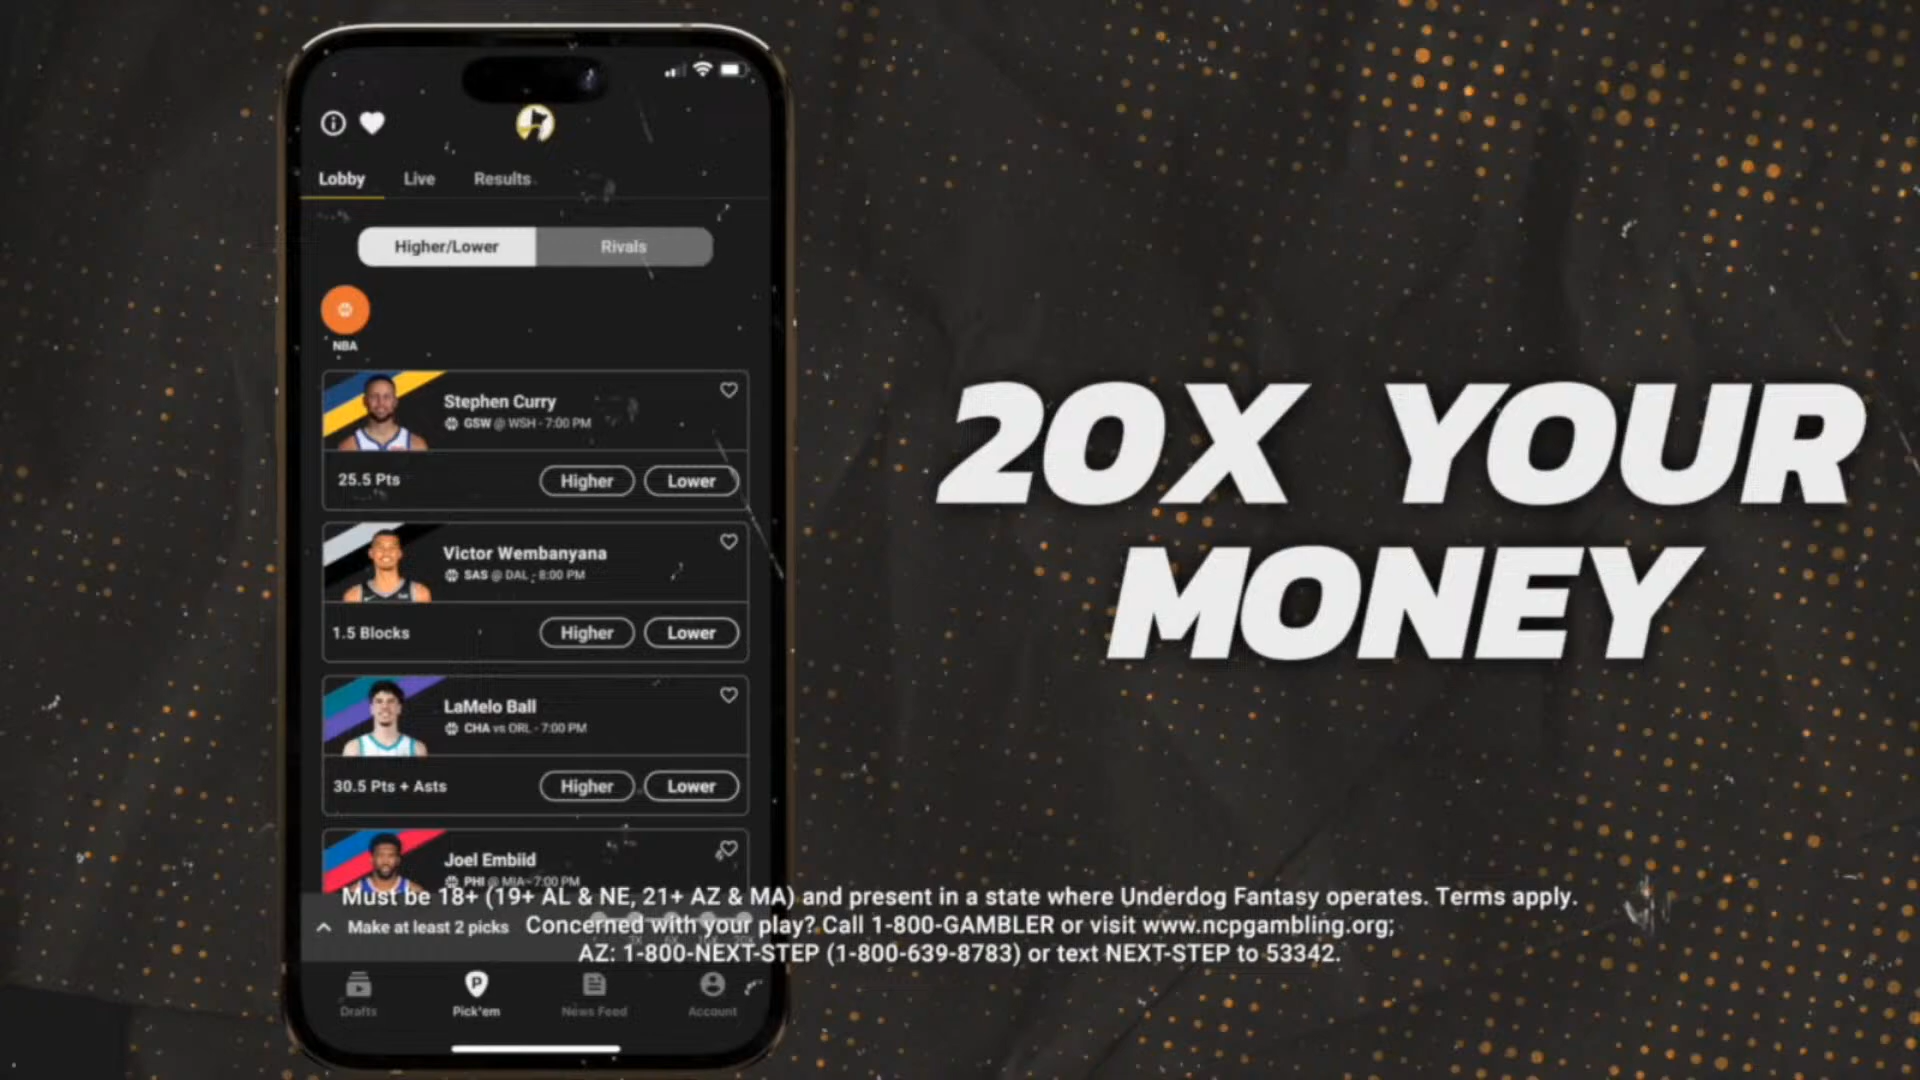 Lobby Live Results
Higher/Lower Rivals
NBA
Stephen Curry
GSW @ WSH - 7:00 PM
25.5 Pts Higher Lower
Victor Wembanyana
SAS @ DAL - 8:00 PM
1.5 Blocks Higher Lower
LaMelo Ball
CHA vs ORL - 7:00 PM
30.5 Pts + Asts Higher Lower
Joel Embiid
PHI @ MIA - 7:00 PM
Make at least 2 picks
Drafts Pick'em News Feed Account
20X YOUR
MONEY
Must be 18+ (19+ AL & NE, 21+ AZ & MA) and present in a state where Underdog Fantasy operates. Terms apply.
Concerned with your play? Call 1-800-GAMBLER or visit www.ncpgambling.org;
AZ: 1-800-NEXT-STEP (1-800-639-8783) or text NEXT-STEP to 53342.